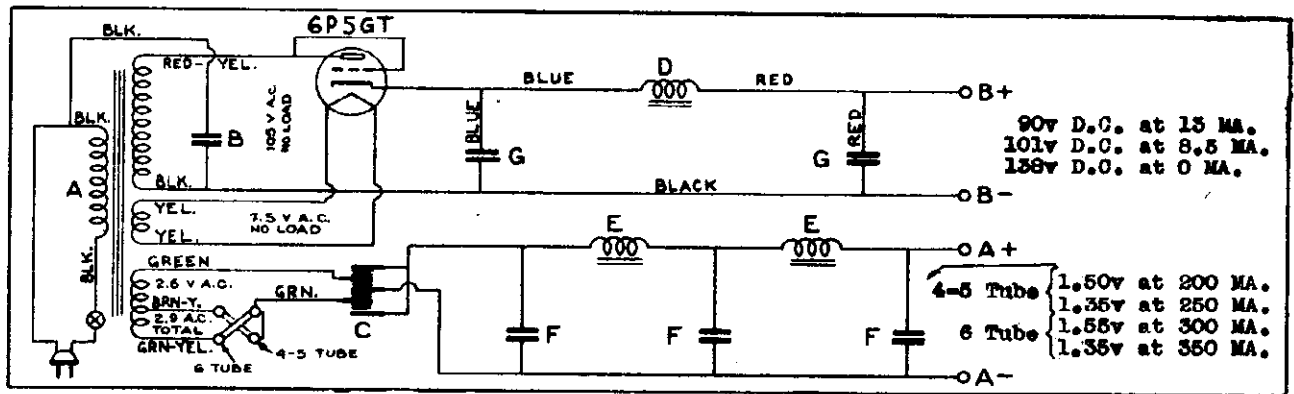 6P5GT
BLK.
RED-YEL.
BLUE
D
RED
B+
BLK.
105 V A.C.
NO LOAD
BLUE
RED
90v D.C. at 13 MA.
101v D.C. at 8.5 MA.
138v D.C. at 0 MA.
B
G
G
A
BLK.
BLACK
B-
YEL.
7.5 V A.C.
NO LOAD
YEL.
E
E
A+
BLK.
GREEN
2.6 V A.C.
GRN.
BRN-Y.
2.9 A.C.
TOTAL
GRN-YEL.
C
F
F
F
4-5 Tube
1.50v at 200 MA.
1.35v at 250 MA.
6 Tube
1.55v at 300 MA.
1.35v at 350 MA.
4-5 TUBE
6 TUBE
A-